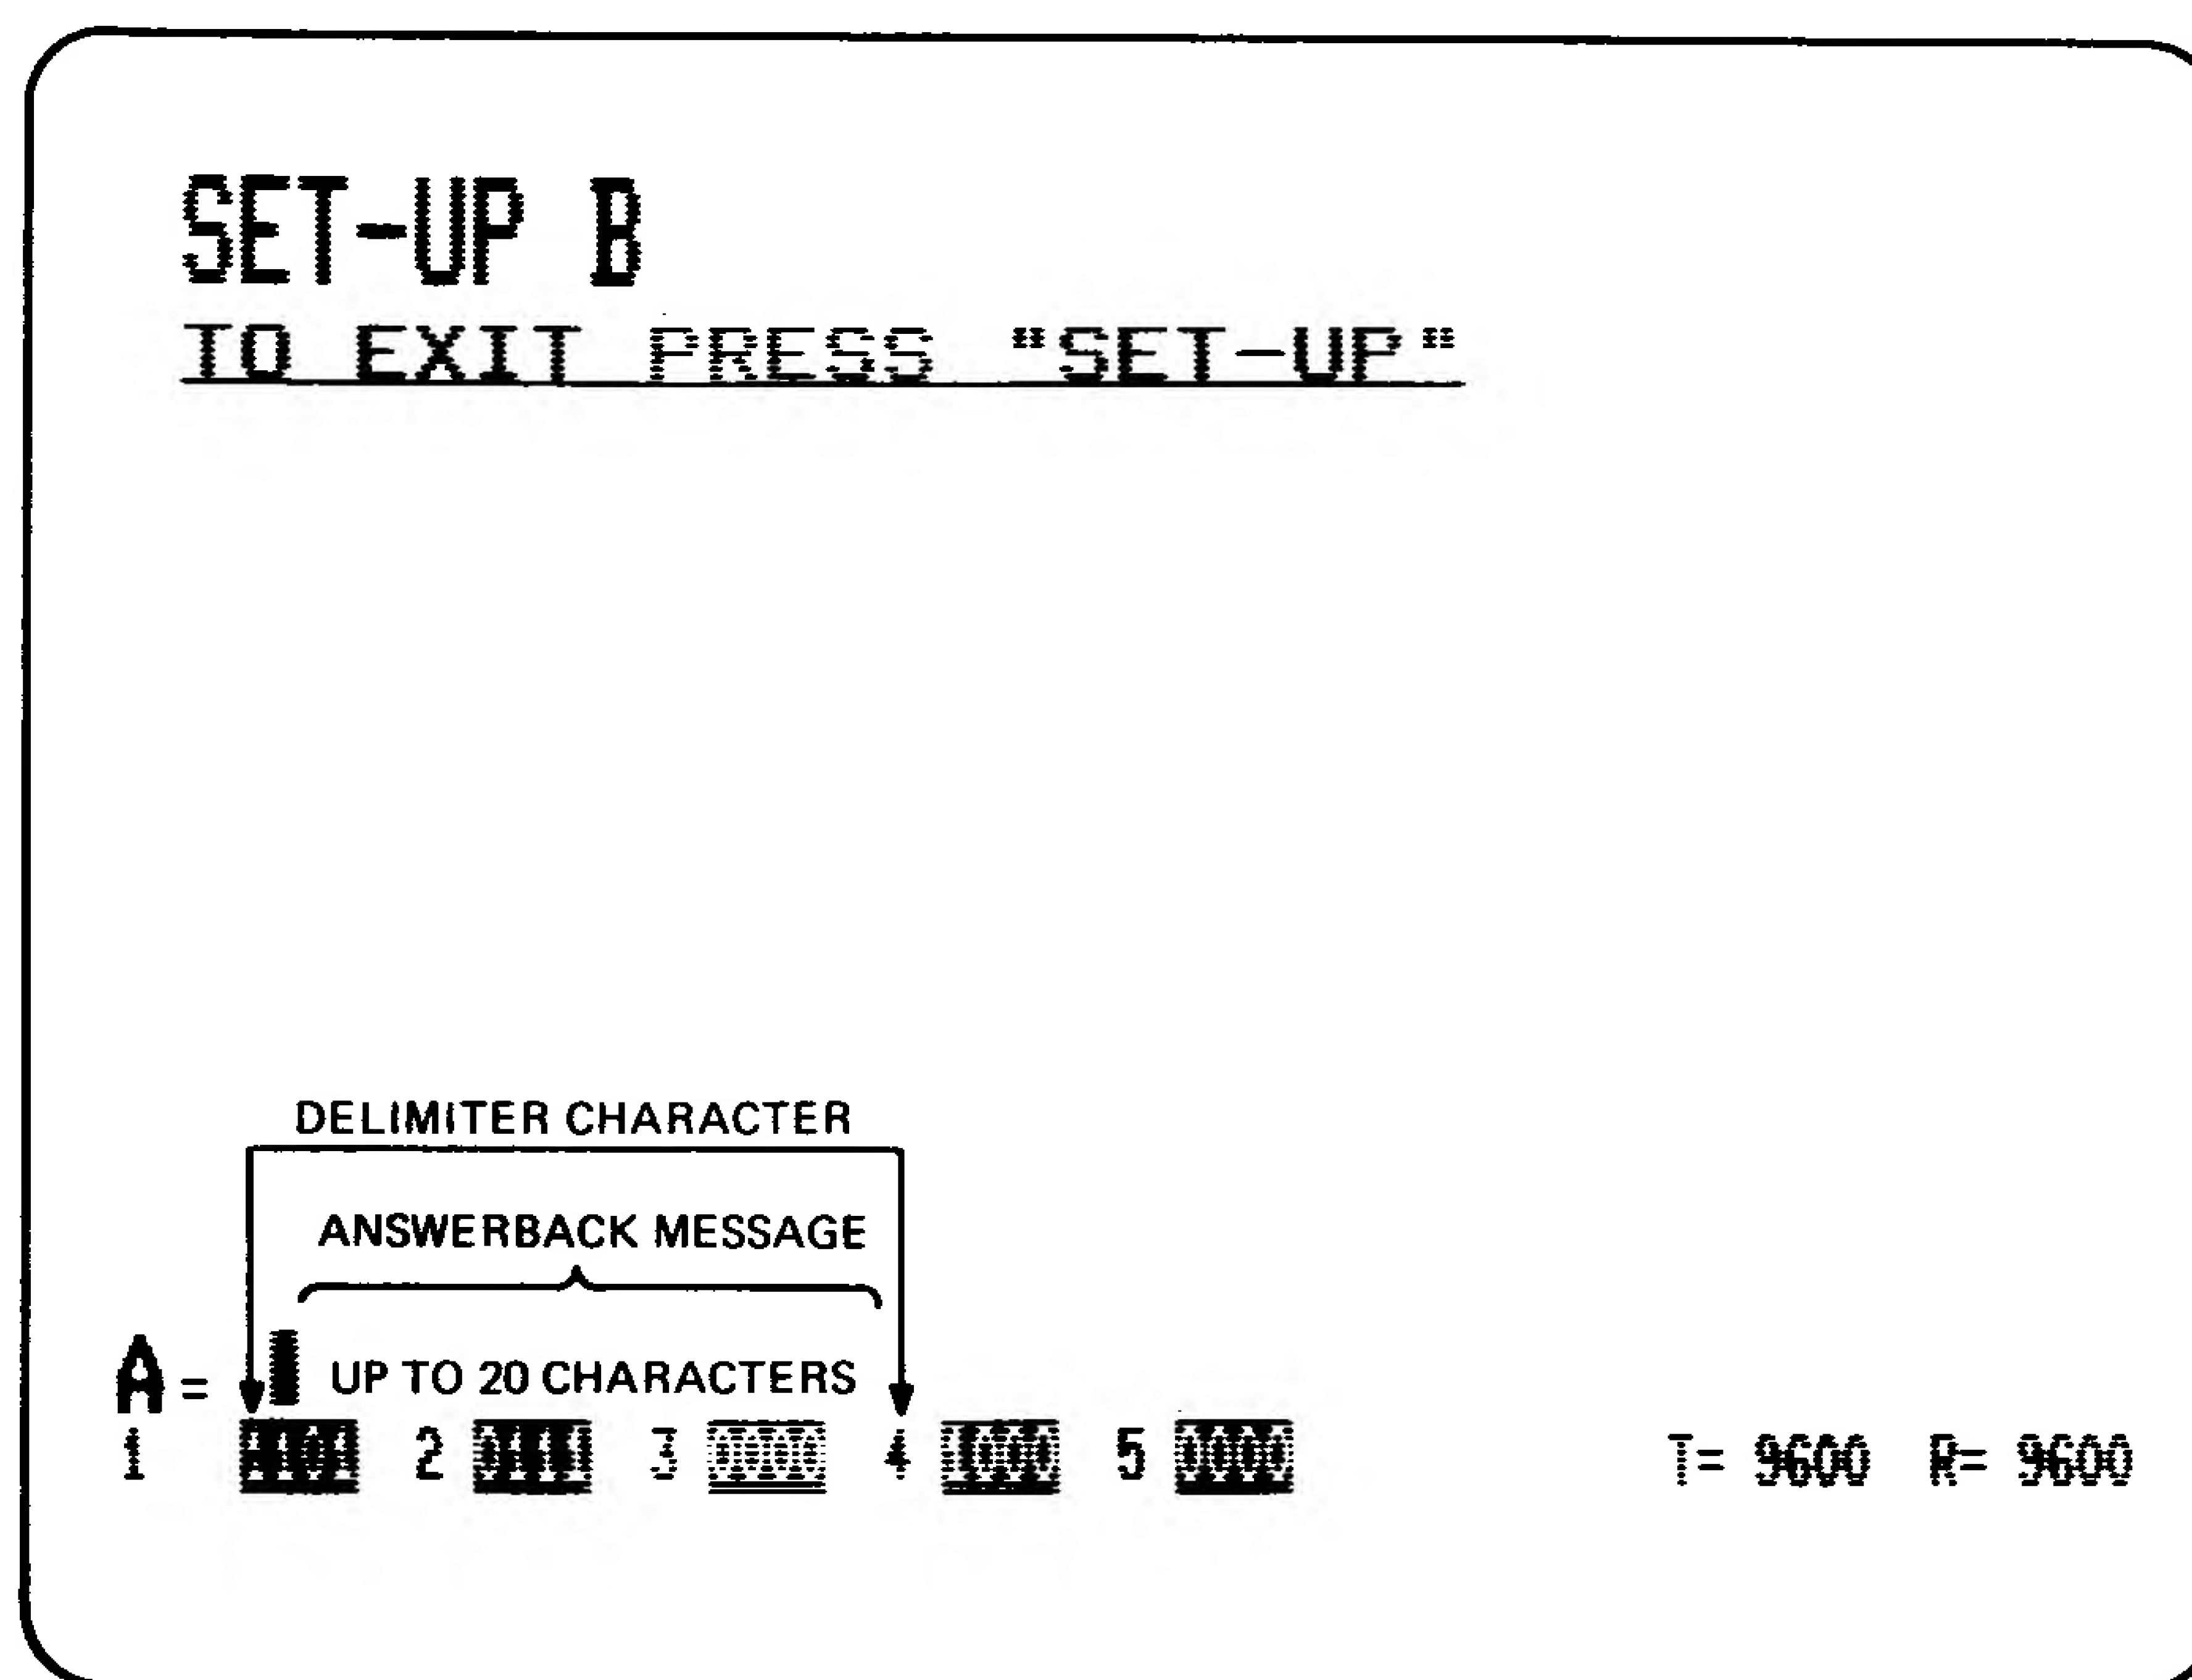 SET-UP B
TO EXIT PRESS "SET-UP"
DELIMITER CHARACTER
ANSWERBACK MESSAGE
A = UP TO 20 CHARACTERS
1 2 3 4 5 T= 9600 R= 9600